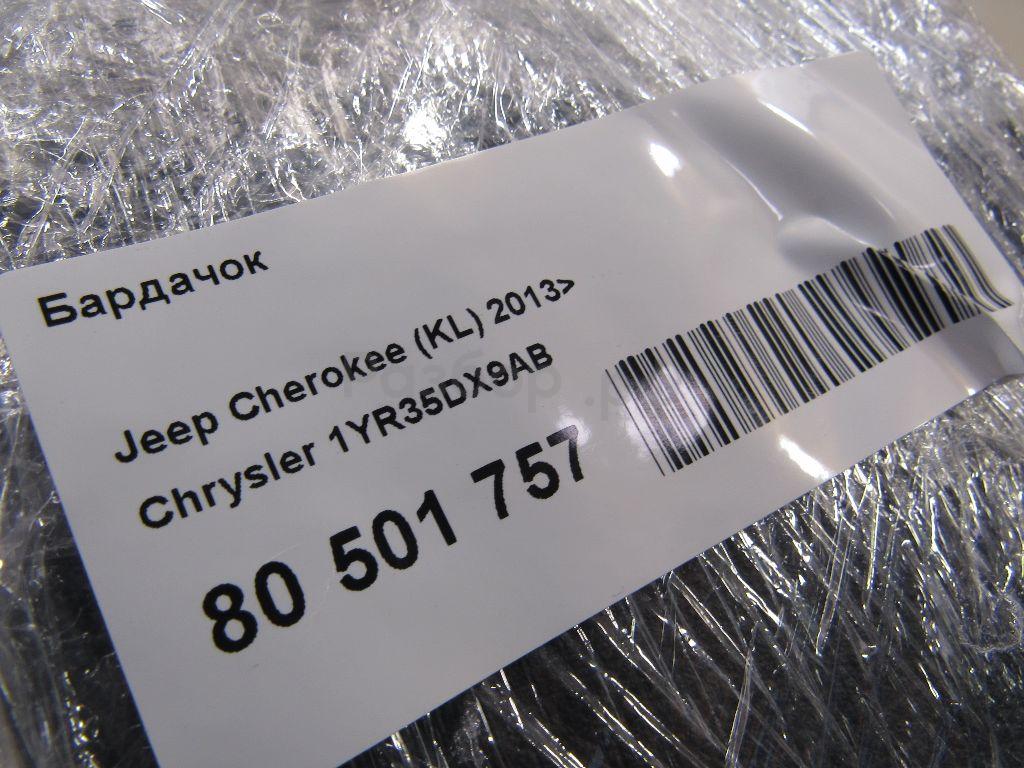 Бардачок
Jeep Cherokee (KL) 2013>
Chrysler 1YR35DX9AB
80 501 757